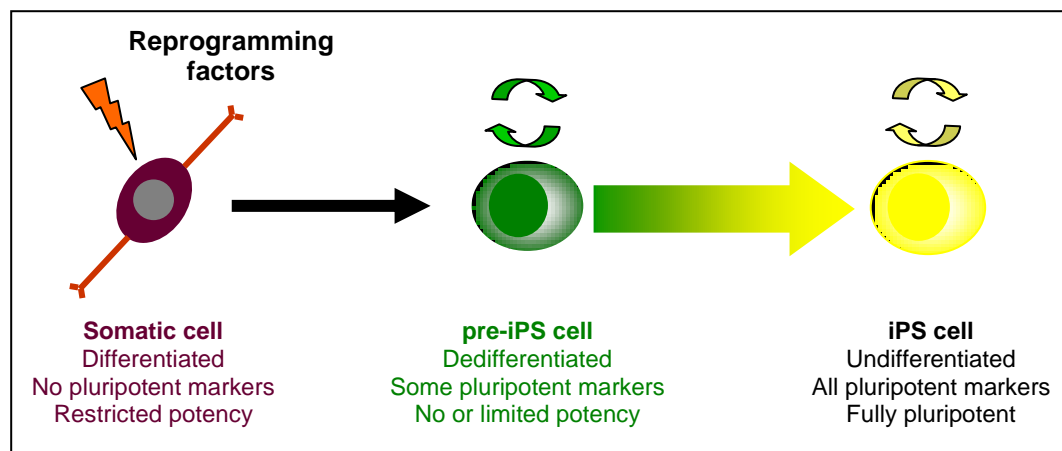 Reprogramming
factors
Somatic cell
Differentiated
No pluripotent markers
Restricted potency
pre-iPS cell
Dedifferentiated
Some pluripotent markers
No or limited potency
iPS cell
Undifferentiated
All pluripotent markers
Fully pluripotent